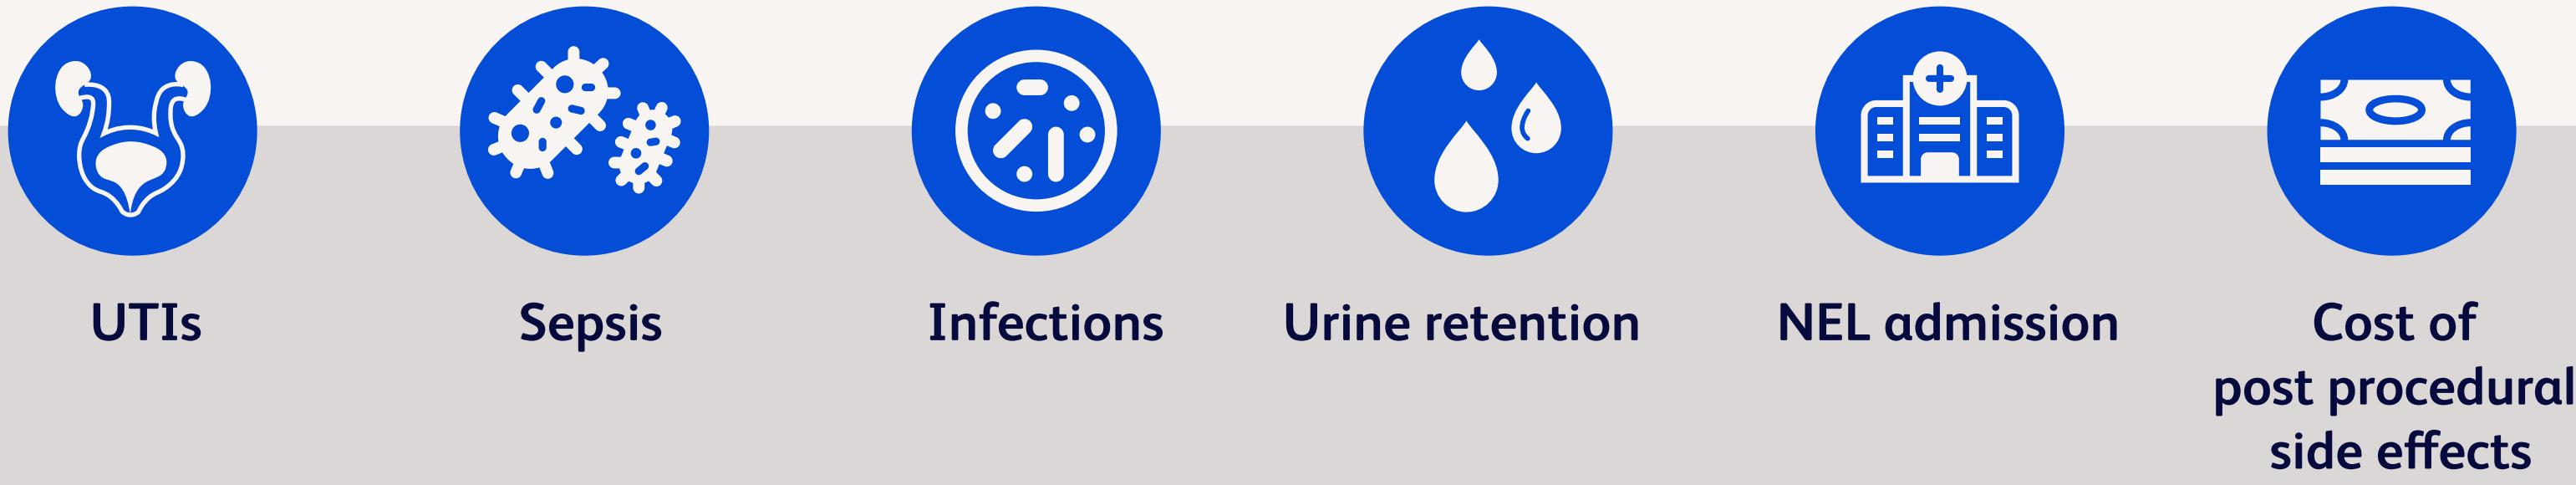 UTIs
Sepsis
Infections
Urine retention
NEL admission
Cost of
post procedural
side effects